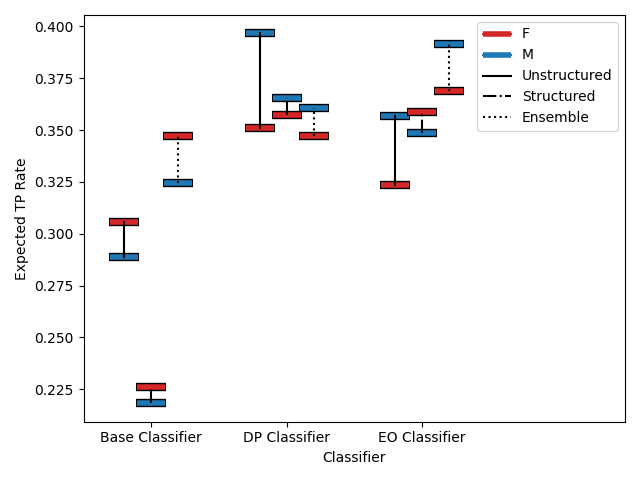 0.400
0.375
0.350
0.325
0.300
0.275
0.250
0.225
Expected TP Rate
F
M
Unstructured
Structured
Ensemble
Base Classifier
DP Classifier
EO Classifier
Classifier